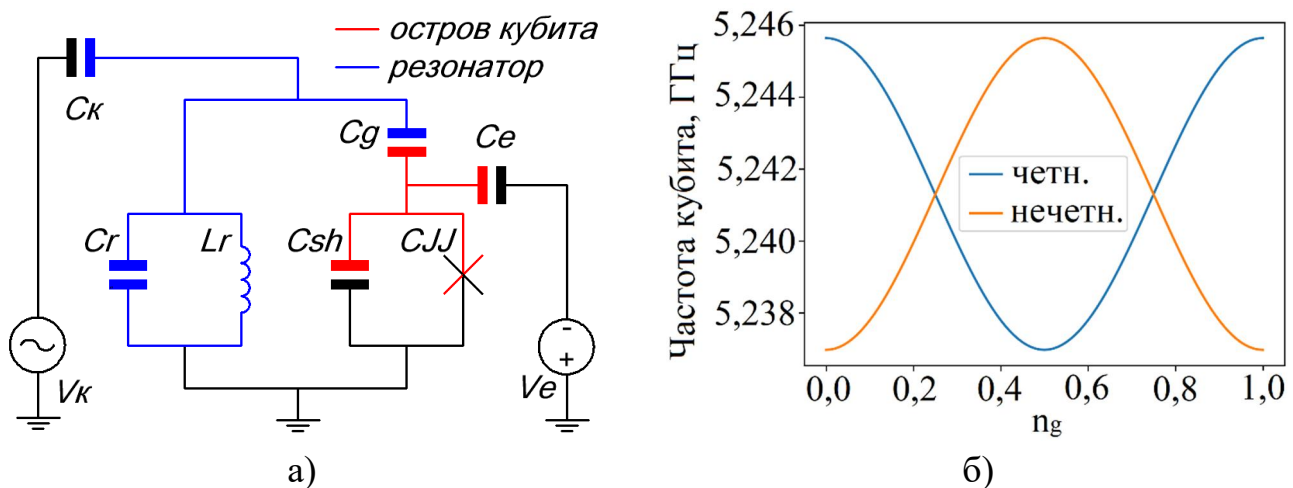 остров кубита
резонатор
Cк
Cg
Ce
Cr
Lr
Csh
CJJ
Vк
-
+
Ve
а)
5,246
5,244
5,242
5,240
5,238
Частота кубита, ГГц
четн.
нечетн.
0,0 0,2 0,4 0,6 0,8 1,0
ng
б)